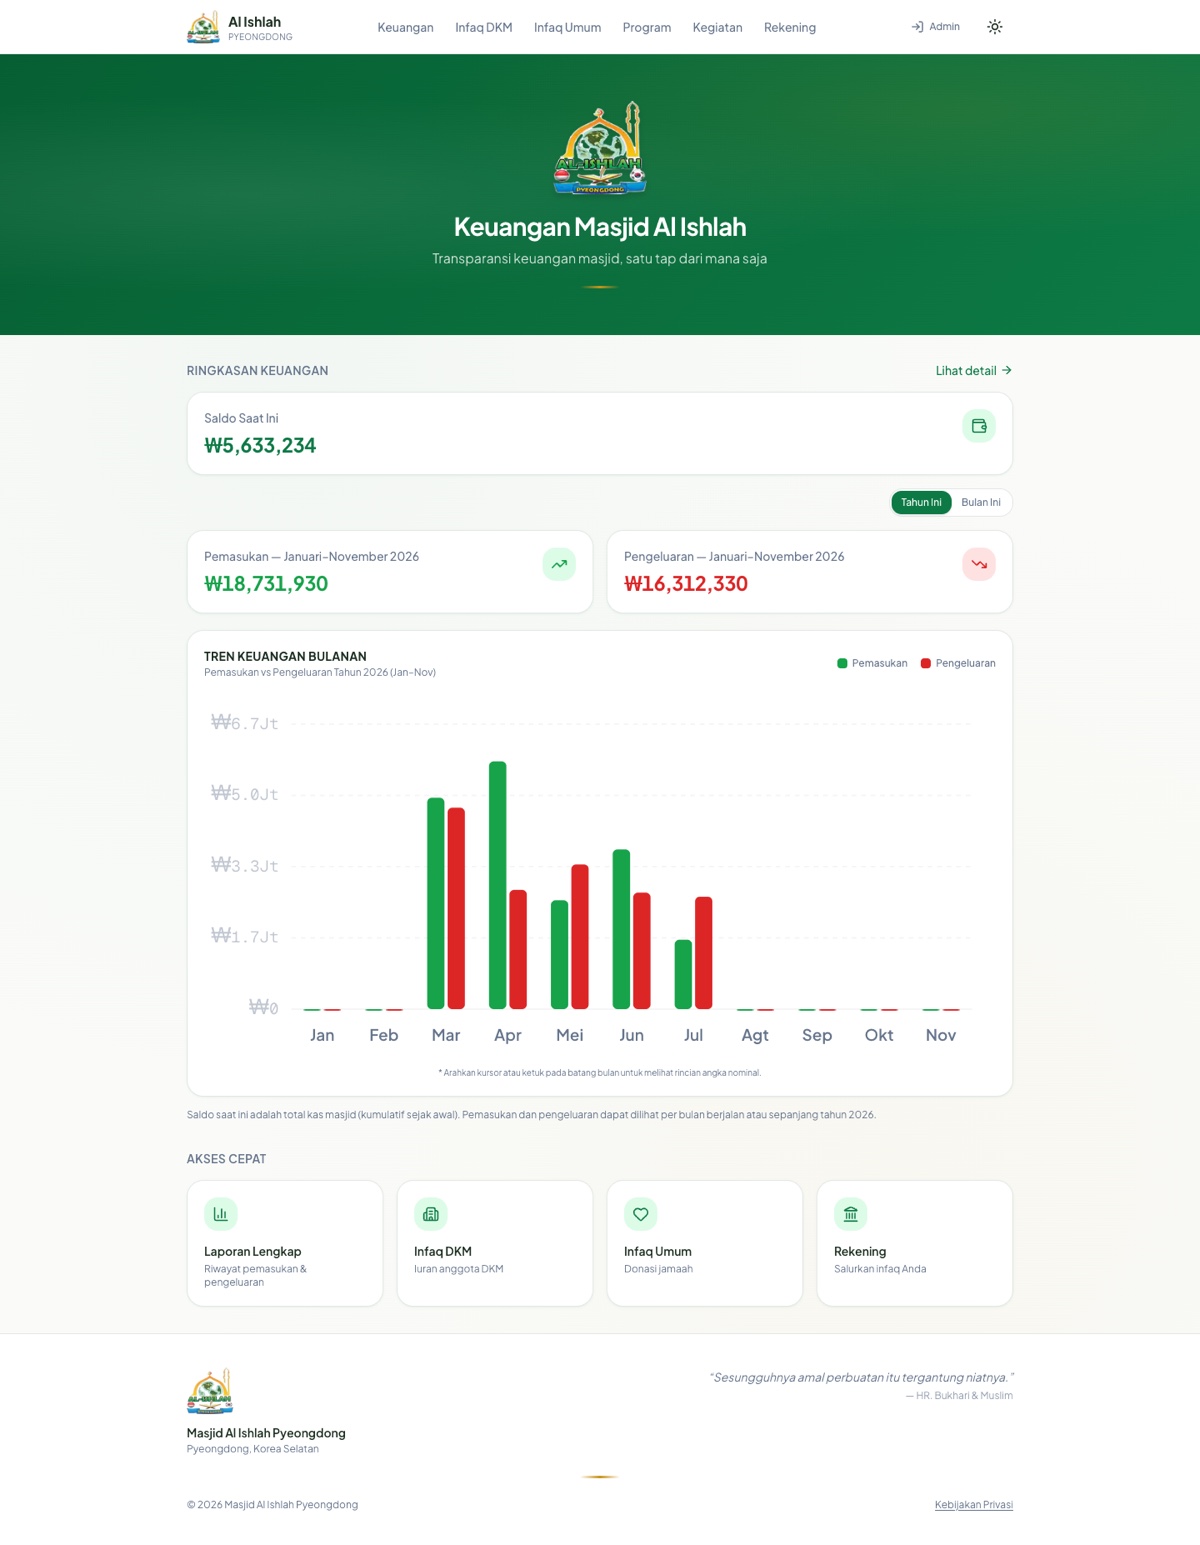 Al Ishlah
PYEONGDONG
Keuangan
Infaq DKM
Infaq Umum
Program
Kegiatan
Rekening
Admin
AL-ISHLAH
PYEONGDONG
Keuangan Masjid Al Ishlah
Transparansi keuangan masjid, satu tap dari mana saja
RINGKASAN KEUANGAN
Lihat detail →
Saldo Saat Ini
₩5,633,234
Tahun Ini
Bulan Ini
Pemasukan — Januari–November 2026
₩18,731,930
Pengeluaran — Januari–November 2026
₩16,312,330
TREN KEUANGAN BULANAN
Pemasukan vs Pengeluaran Tahun 2026 (Jan–Nov)
Pemasukan
Pengeluaran
₩6.7Jt
₩5.0Jt
₩3.3Jt
₩1.7Jt
₩0
Jan Feb Mar Apr Mei Jun Jul Agt Sep Okt Nov
* Arahkan kursor atau ketuk pada batang bulan untuk melihat rincian angka nominal.
Saldo saat ini adalah total kas masjid (kumulatif sejak awal). Pemasukan dan pengeluaran dapat dilihat per bulan berjalan atau sepanjang tahun 2026.
AKSES CEPAT
Laporan Lengkap
Riwayat pemasukan &
pengeluaran
Infaq DKM
Iuran anggota DKM
Infaq Umum
Donasi jamaah
Rekening
Salurkan infaq Anda
AL-ISHLAH
Masjid Al Ishlah Pyeongdong
Pyeongdong, Korea Selatan
“Sesungguhnya amal perbuatan itu tergantung niatnya.”
— HR. Bukhari & Muslim
© 2026 Masjid Al Ishlah Pyeongdong
Kebijakan Privasi